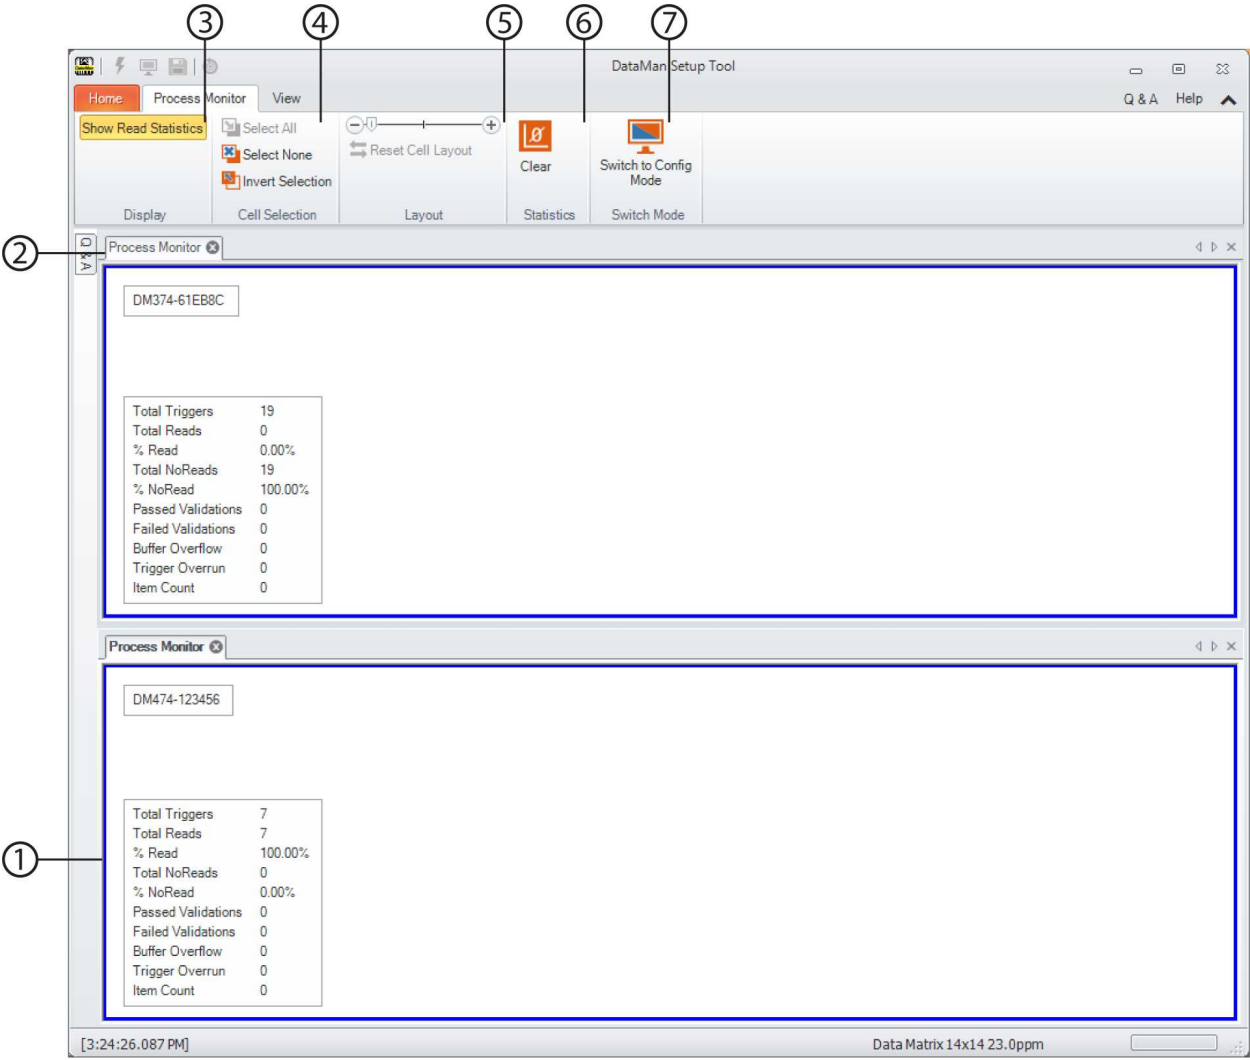 3 4 5 6 7
DataMan Setup Tool
Home Process Monitor View Q & A Help
Show Read Statistics
Select All
Select None
Invert Selection
Reset Cell Layout
Clear
Switch to Config
Mode
Display Cell Selection Layout Statistics Switch Mode
2
Q & A
Process Monitor
DM374-61EB8C
Total Triggers 19
Total Reads 0
% Read 0.00%
Total NoReads 19
% NoRead 100.00%
Passed Validations 0
Failed Validations 0
Buffer Overflow 0
Trigger Overrun 0
Item Count 0
Process Monitor
DM474-123456
1
Total Triggers 7
Total Reads 7
% Read 100.00%
Total NoReads 0
% NoRead 0.00%
Passed Validations 0
Failed Validations 0
Buffer Overflow 0
Trigger Overrun 0
Item Count 0
[3:24:26.087 PM] Data Matrix 14x14 23.0ppm